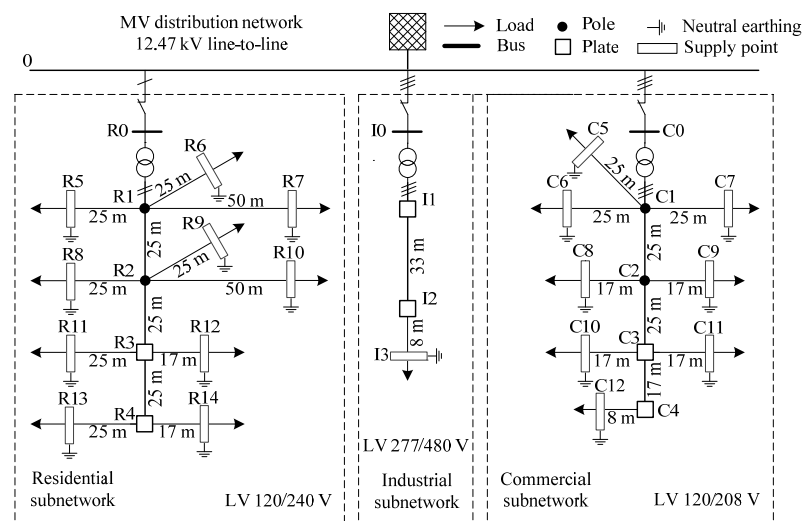 MV distribution network
12.47 kV line-to-line
Load
Pole
Neutral earthing
Bus
Plate
Supply point
0
R0
R6
25 m
R5
25 m
R1
R7
50 m
25 m
R9
25 m
R8
25 m
R2
R10
50 m
25 m
R11
25 m
R3
R12
17 m
25 m
R13
25 m
R4
R14
17 m
Residential
subnetwork
LV 120/240 V
I0
I1
33 m
I2
8 m
I3
LV 277/480 V
Industrial
subnetwork
C0
C5
25 m
C6
25 m
C1
C7
25 m
25 m
C8
17 m
C2
C9
17 m
25 m
C10
17 m
C3
C11
17 m
17 m
C12
8 m
C4
Commercial
subnetwork
LV 120/208 V